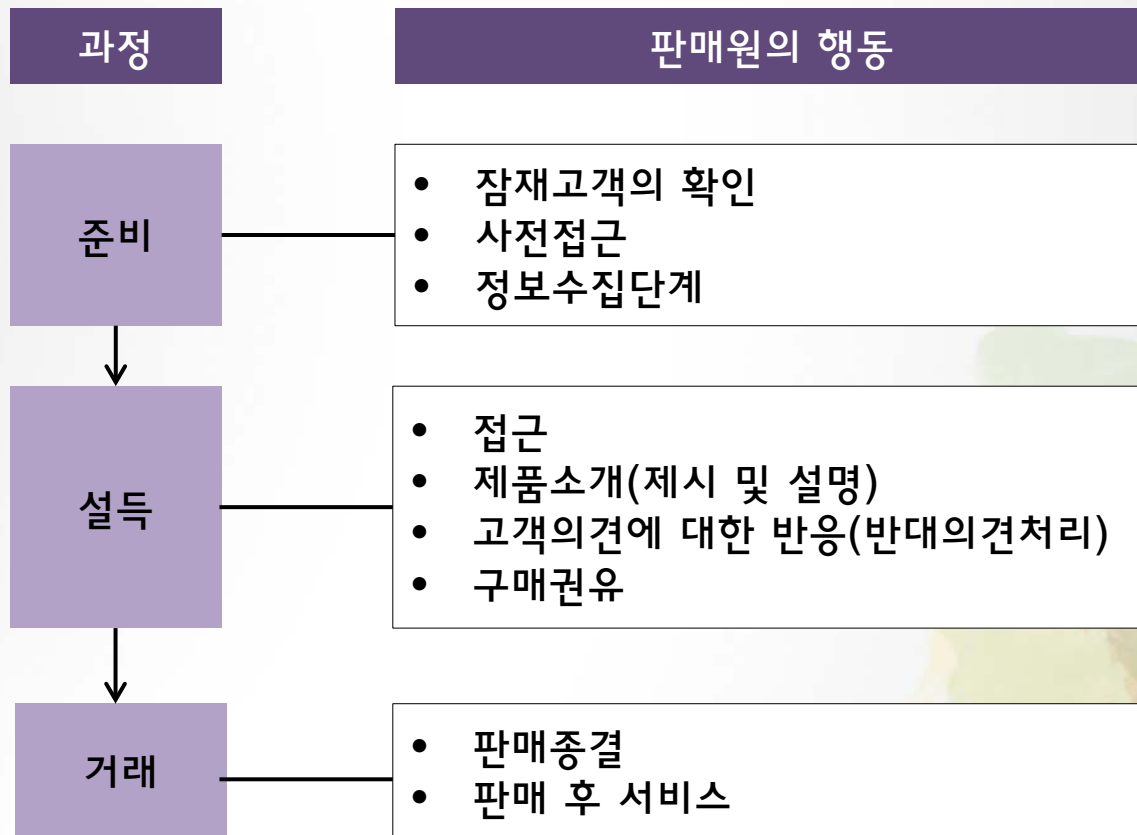 과정
판매원의 행동
준비
• 잠재고객의 확인
• 사전접근
• 정보수집단계
설득
• 접근
• 제품소개(제시 및 설명)
• 고객의견에 대한 반응(반대의견처리)
• 구매권유
거래
• 판매종결
• 판매 후 서비스